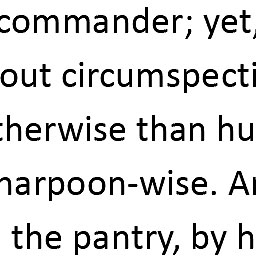 commander; yet,
out circumspecti
therwise than hu
harpoon-wise. Ar
the pantry, by h